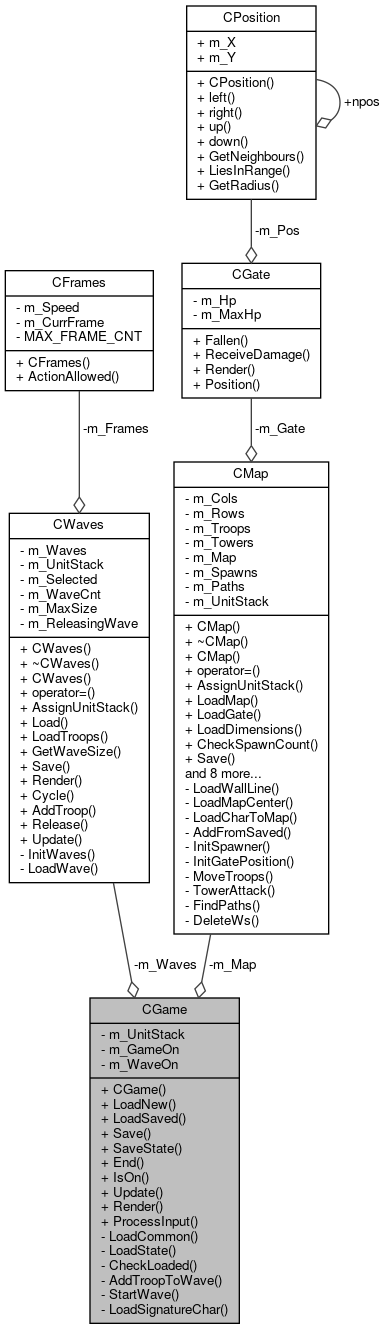 CPosition
+ m_X
+ m_Y
+ CPosition()
+ left()
+ right()
+ up()
+ down()
+ GetNeighbours()
+ LiesInRange()
+ GetRadius()
+npos
-m_Pos
CGate
- m_Hp
- m_MaxHp
+ Fallen()
+ ReceiveDamage()
+ Render()
+ Position()
CFrames
- m_Speed
- m_CurrFrame
- MAX_FRAME_CNT
+ CFrames()
+ ActionAllowed()
-m_Frames
-m_Gate
CMap
- m_Cols
- m_Rows
- m_Troops
- m_Towers
- m_Map
- m_Spawns
- m_Paths
- m_UnitStack
+ CMap()
+ ~CMap()
+ CMap()
+ operator=()
+ AssignUnitStack()
+ LoadMap()
+ LoadGate()
+ LoadDimensions()
+ CheckSpawnCount()
+ Save()
and 8 more...
- LoadWallLine()
- LoadMapCenter()
- LoadCharToMap()
- AddFromSaved()
- InitSpawner()
- InitGatePosition()
- MoveTroops()
- TowerAttack()
- FindPaths()
- DeleteWs()
CWaves
- m_Waves
- m_UnitStack
- m_Selected
- m_WaveCnt
- m_MaxSize
- m_ReleasingWave
+ CWaves()
+ ~CWaves()
+ CWaves()
+ operator=()
+ AssignUnitStack()
+ Load()
+ LoadTroops()
+ GetWaveSize()
+ Save()
+ Render()
+ Cycle()
+ AddTroop()
+ Release()
+ Update()
- InitWaves()
- LoadWave()
-m_Waves
-m_Map
CGame
- m_UnitStack
- m_GameOn
- m_WaveOn
+ CGame()
+ LoadNew()
+ LoadSaved()
+ Save()
+ SaveState()
+ End()
+ IsOn()
+ Update()
+ Render()
+ ProcessInput()
- LoadCommon()
- LoadState()
- CheckLoaded()
- AddTroopToWave()
- StartWave()
- LoadSignatureChar()